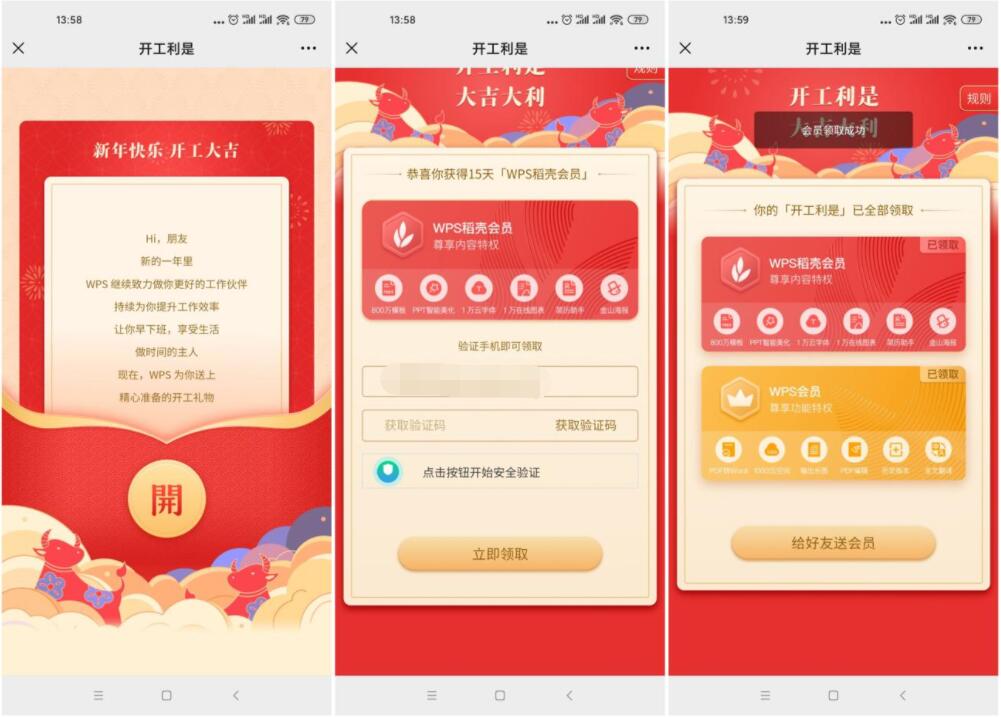 13:58
79
开工利是
新年快乐 开工大吉
Hi，朋友
新的一年里
WPS 继续致力做你更好的工作伙伴
持续为你提升工作效率
让你早下班，享受生活
做时间的主人
现在，WPS 为你送上
精心准备的开工礼物
開
13:58
79
开工利是
开工利是
规则
大吉大利
恭喜你获得15天「WPS稻壳会员」
WPS稻壳会员
尊享内容特权
800万模板 PPT智能美化 1万云字体 1万在线图表 简历助手 金山海报
验证手机即可领取
获取验证码 获取验证码
点击按钮开始安全验证
立即领取
13:59
79
开工利是
开工利是
规则
大吉大利
会员领取成功
你的「开工利是」已全部领取
已领取
WPS稻壳会员
尊享内容特权
800万模板 PPT智能美化 1万云字体 1万在线图表 简历助手 金山海报
已领取
WPS会员
尊享功能特权
PDF转Word 输出长图 PDF编辑 历史版本 全文翻译
给好友送会员